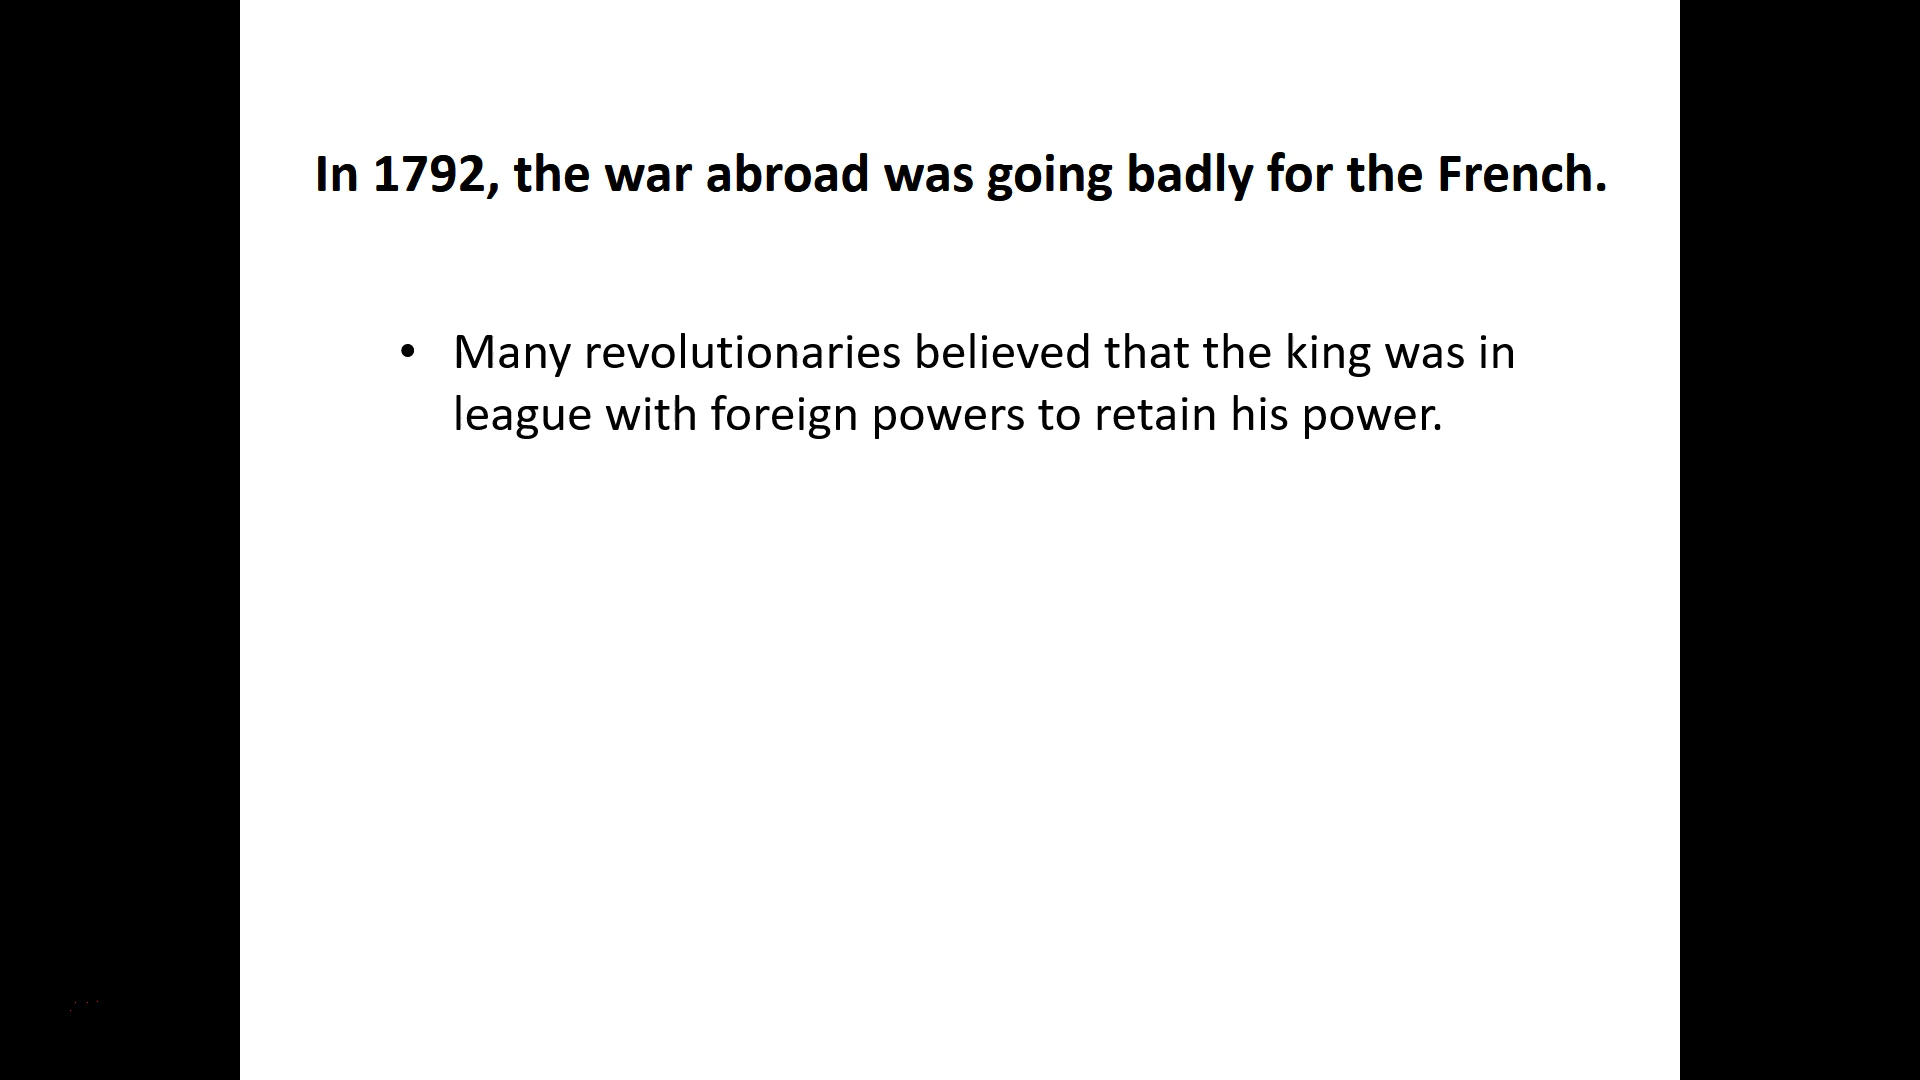 In 1792, the war abroad was going badly for the French.
• Many revolutionaries believed that the king was in
league with foreign powers to retain his power.